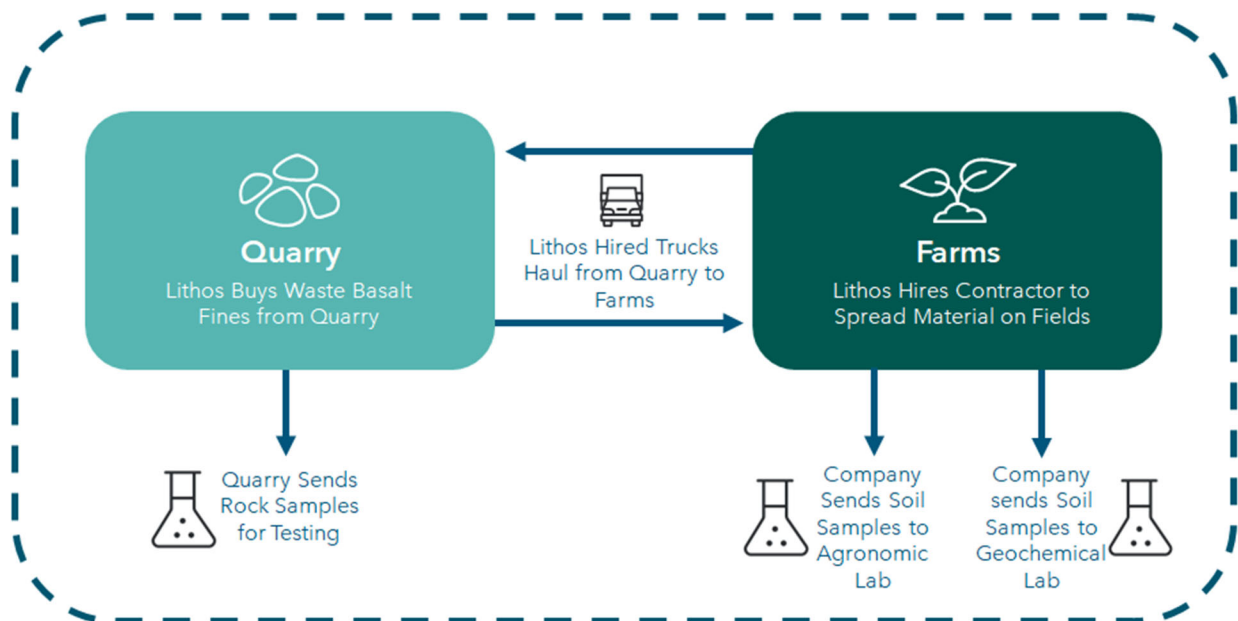 Quarry
Lithos Buys Waste Basalt
Fines from Quarry
Lithos Hired Trucks
Haul from Quarry to
Farms
Farms
Lithos Hires Contractor to
Spread Material on Fields
Quarry Sends
Rock Samples
for Testing
Company
Sends Soil
Samples to
Agronomic
Lab
Company
sends Soil
Samples to
Geochemical
Lab